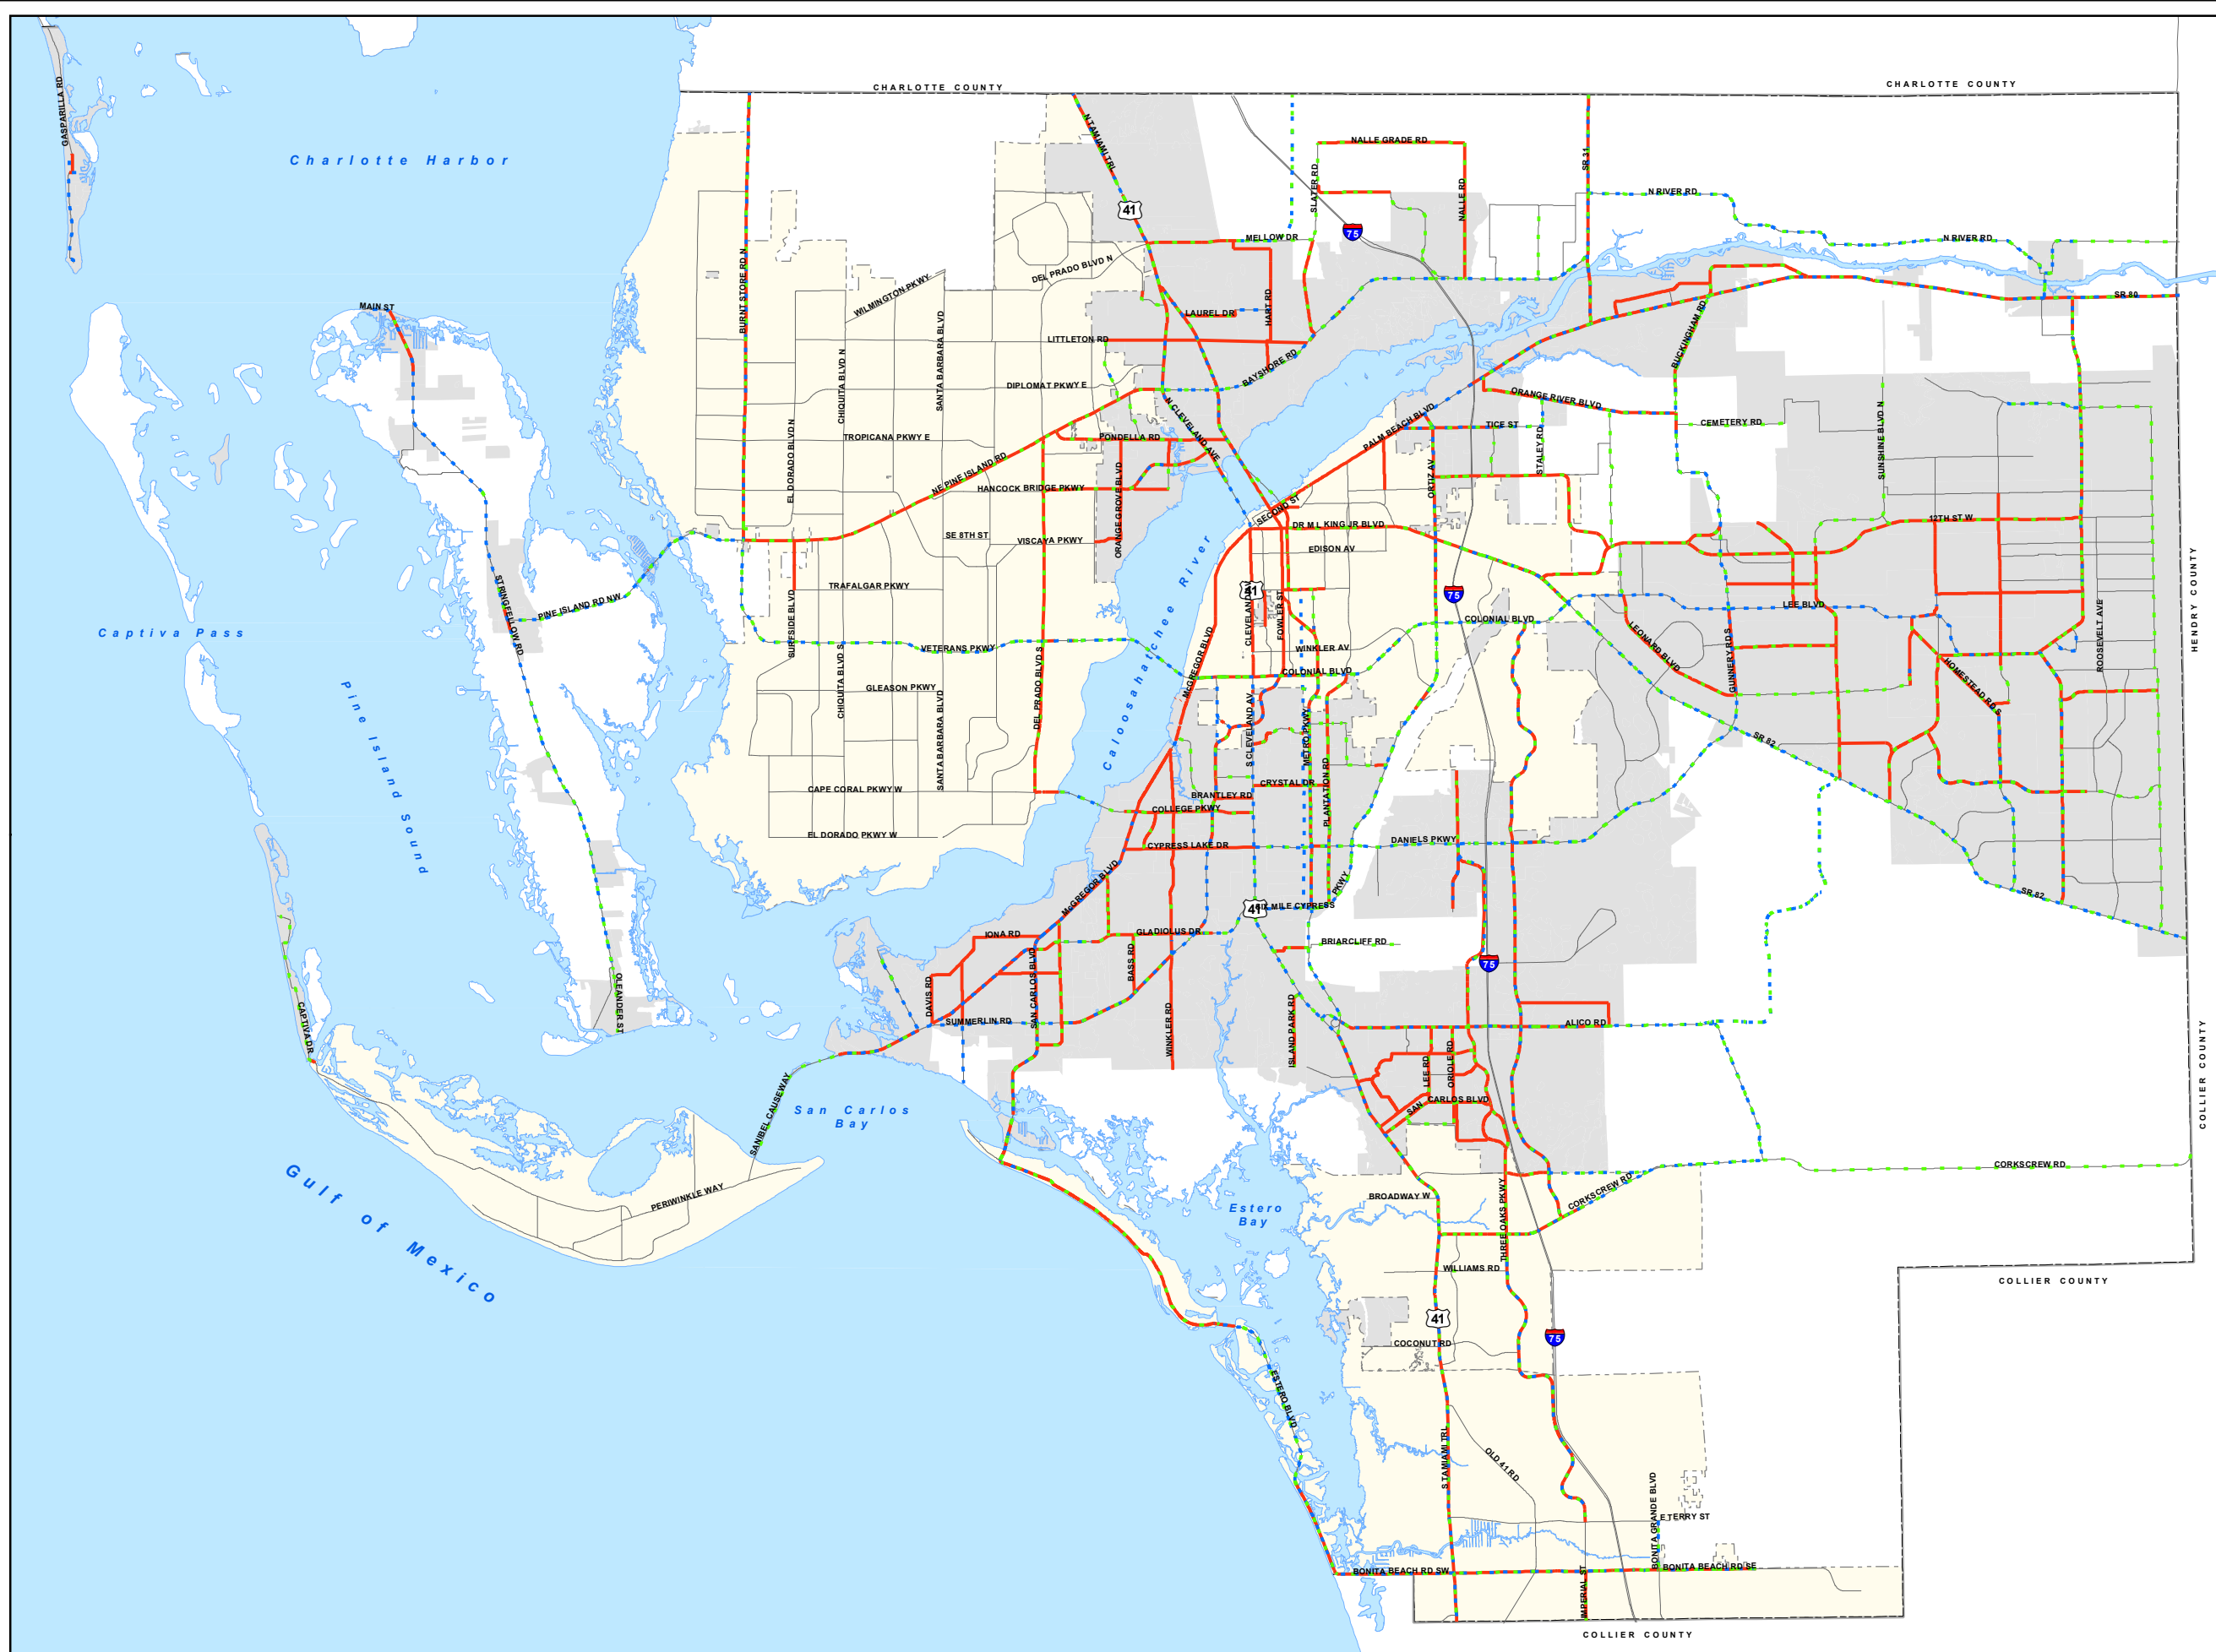 CHARLOTTE COUNTY
CHARLOTTE COUNTY
GASPARILLA RD
Charlotte Harbor
N TAMIAMI TRL
NALLE GRADE RD
SR 31
SLATER RD
NALLE RD
N RIVER RD
41
75
MELLOW DR
N RIVER RD
DEL PRADO BLVD N
WILMINGTON PKWY
BURNT STORE RD N
MAIN ST
SR 80
HART RD
LAUREL DR
BUCKINGHAM RD
LITTLETON RD
SANTA BARBARA BLVD
CHIQUITA BLVD N
BAYSHORE RD
DIPLOMAT PKWY E
ORANGE RIVER BLVD
N CLEVELAND AVE
PALM BEACH BLVD
TICE ST
CEMETERY RD
SUNSHINE BLVD N
EL DORADO BLVD N
TROPICANA PKWY E
PONDELLA RD
STALEY RD
NE PINE ISLAND RD
HANCOCK BRIDGE PKWY
ORANGE GROVE BLVD
ORTIZ AV
SECOND ST
DR M L KING JR BLVD
12TH ST W
SE 8TH ST
VISCAYA PKWY
EDISON AV
HENRY COUNTY
Caloosahatchee River
TRAFALGAR PKWY
41
75
STRINGFELLOW RD
PINE ISLAND RD NW
CLEVELAND AV
FOWLER ST
LEE BLVD
COLONIAL BLVD
Captiva Pass
SURFSIDE BLVD
VETERANS PKWY
McGREGOR BLVD
WINKLER AV
LEONARD BLVD
GUNNERY RD S
ROOSEVELT AVE
COLONIAL BLVD
HOMESTEAD RD S
Pine Island Sound
CHIQUITA BLVD S
GLEASON PKWY
SANTA BARBARA BLVD
DEL PRADO BLVD S
S CLEVELAND AV
METRO PKWY
SR 82
CRYSTAL DR
PLANTATION RD
CAPE CORAL PKWY W
BRANTLEY RD
COLLEGE PKWY
EL DORADO PKWY W
CYPRESS LAKE DR
DANIELS PKWY
McGREGOR BLVD
SR 82
41
SIX MILE CYPRESS
PKWY
IONA RD
GLADIOLUS DR
BRIARCLIFF RD
BASS RD
75
OLEANDER ST
DAVIS RD
SAN CARLOS BLVD
SUMMERLIN RD
WINKLER RD
ISLAND PARK RD
ALICO RD
CAPTIVA DR
COLLIER COUNTY
LEE RD
ORIOLE RD
SANIBEL CAUSEWAY
San Carlos
Bay
SAN
CARLOS BLVD
Gulf of Mexico
PERIWINKLE WAY
CORKSCREW RD
Estero
Bay
BROADWAY W
THREE OAKS PKWY
CORKSCREW RD
WILLIAMS RD
COLLIER COUNTY
41
75
COCONUT RD
ESTERO BLVD
S TAMIAMI TRL
OLD 41 RD
BONITA GRANDE BLVD
E TERRY ST
BONITA BEACH RD SW
BONITA BEACH RD SE
IMPERIAL ST
COLLIER COUNTY